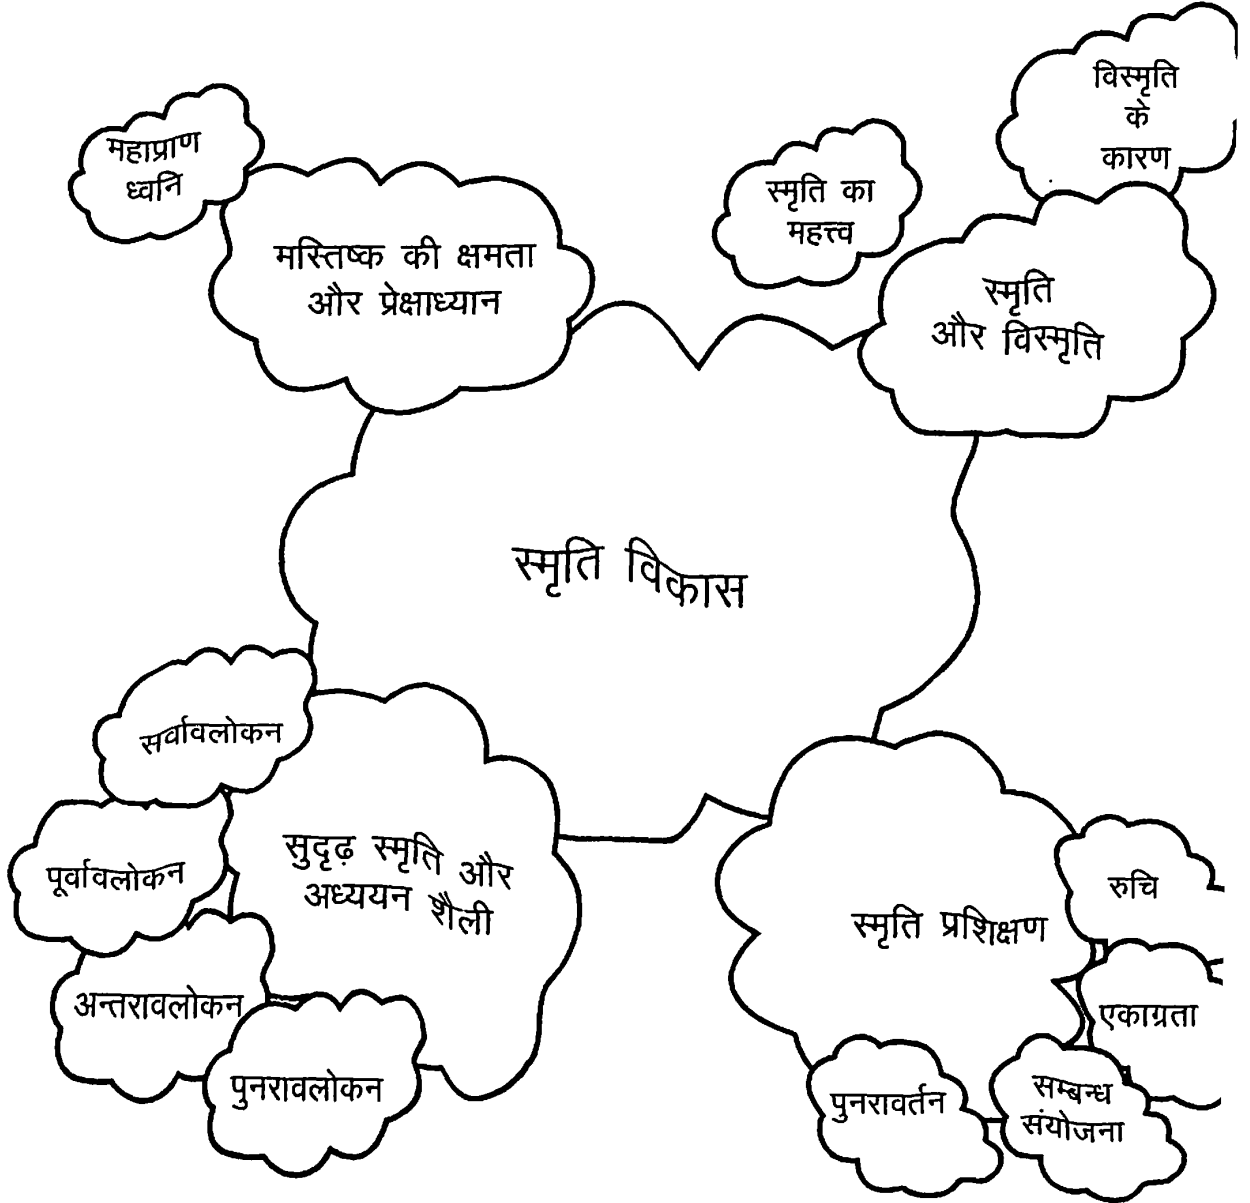 विस्मृति
के
कारण
महाप्राण
ध्वनि
स्मृति का
महत्त्व
मस्तिष्क की क्षमता
और प्रेक्षाध्यान
स्मृति
और विस्मृति
स्मृति विकास
सर्वावलोकन
पूर्वावलोकन
सुदृढ़ स्मृति और
अध्ययन शैली
अन्तरावलोकन
पुनरावलोकन
स्मृति प्रशिक्षण
रुचि
एकाग्रता
सम्बन्ध
संयोजना
पुनरावर्तन